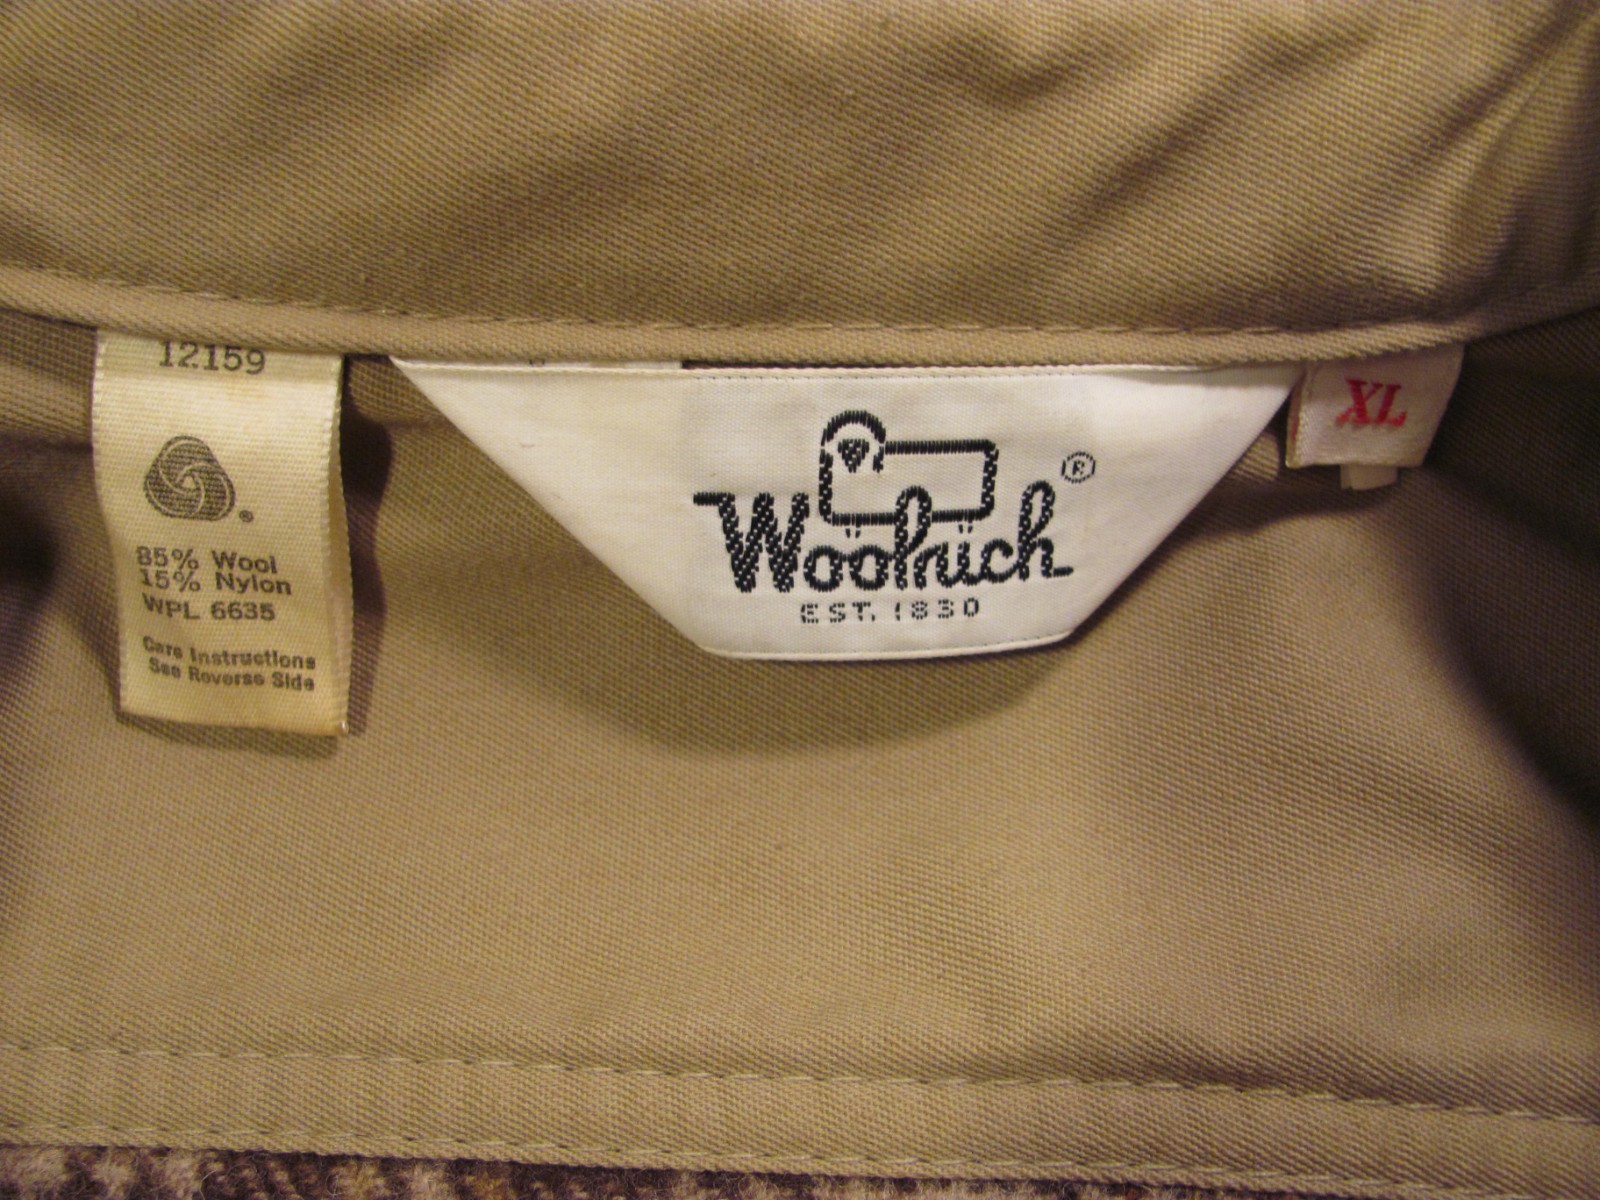 12159
85% Wool
15% Nylon
WPL 6635
Care Instructions
See Reverse Side
Woolrich
®
EST. 1830
XL